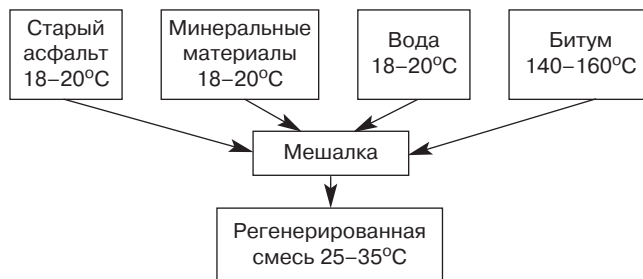 Старый
асфальт
18–20°С
Минеральные
материалы
18–20°С
Вода
18–20°С
Битум
140–160°С
Мешалка
Регенерированная
смесь 25–35°С